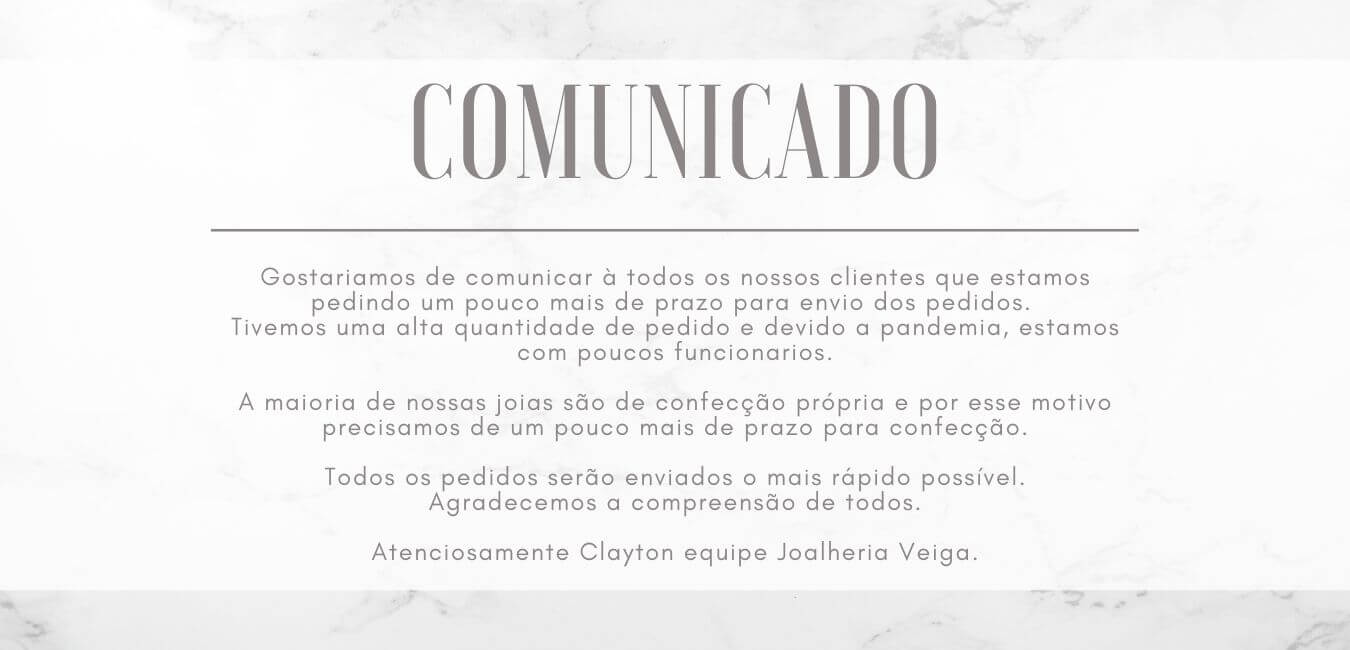 COMUNICADO
Gostariamos de comunicar à todos os nossos clientes que estamos
pedindo um pouco mais de prazo para envio dos pedidos.
Tivemos uma alta quantidade de pedido e devido a pandemia, estamos
com poucos funcionarios.
A maioria de nossas joias são de confecção própria e por esse motivo
precisamos de um pouco mais de prazo para confecção.
Todos os pedidos serão enviados o mais rápido possível.
Agradecemos a compreensão de todos.
Atenciosamente Clayton equipe Joalheria Veiga.